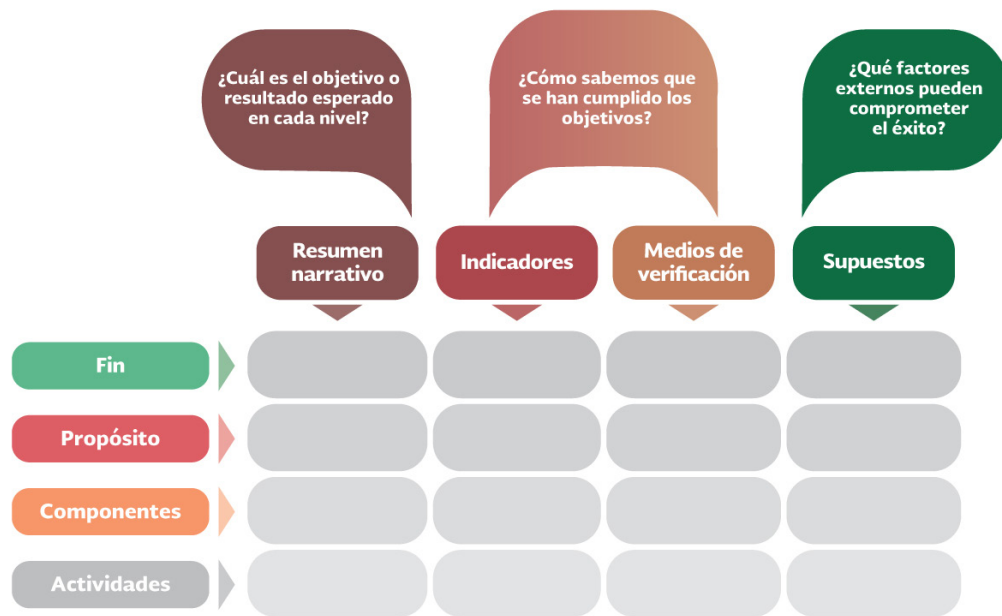 ¿Cuál es el objetivo o
resultado esperado
en cada nivel?
¿Cómo sabemos que
se han cumplido los
objetivos?
¿Qué factores
externos pueden
comprometer
el éxito?
Resumen
narrativo
Indicadores
Medios de
verificación
Supuestos
Fin
Propósito
Componentes
Actividades